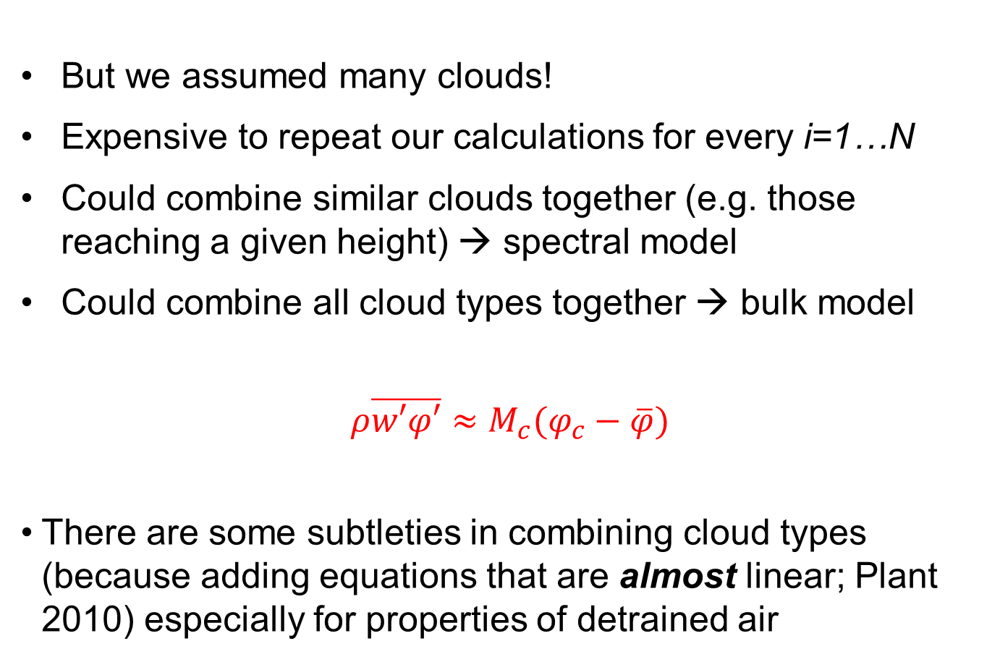 • But we assumed many clouds!
• Expensive to repeat our calculations for every i=1…N
• Could combine similar clouds together (e.g. those
reaching a given height) → spectral model
• Could combine all cloud types together → bulk model
$\rho\overline{w'\varphi'} \approx M_c(\varphi_c - \bar{\varphi})$
• There are some subtleties in combining cloud types
(because adding equations that are almost linear; Plant
2010) especially for properties of detrained air